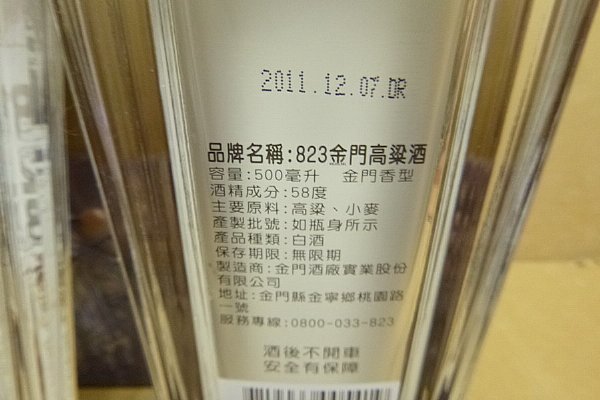 2011.12.07.DR
品牌名稱:823金門高粱酒
容量:500毫升 金門香型
酒精成分:58度
主要原料:高粱、小麥
產製批號:如瓶身所示
產品種類:白酒
保存期限:無限期
製造商:金門酒廠實業股份
有限公司
地址:金門縣金寧鄉桃園路
一號
服務專線:0800-033-823
酒後不開車
安全有保障